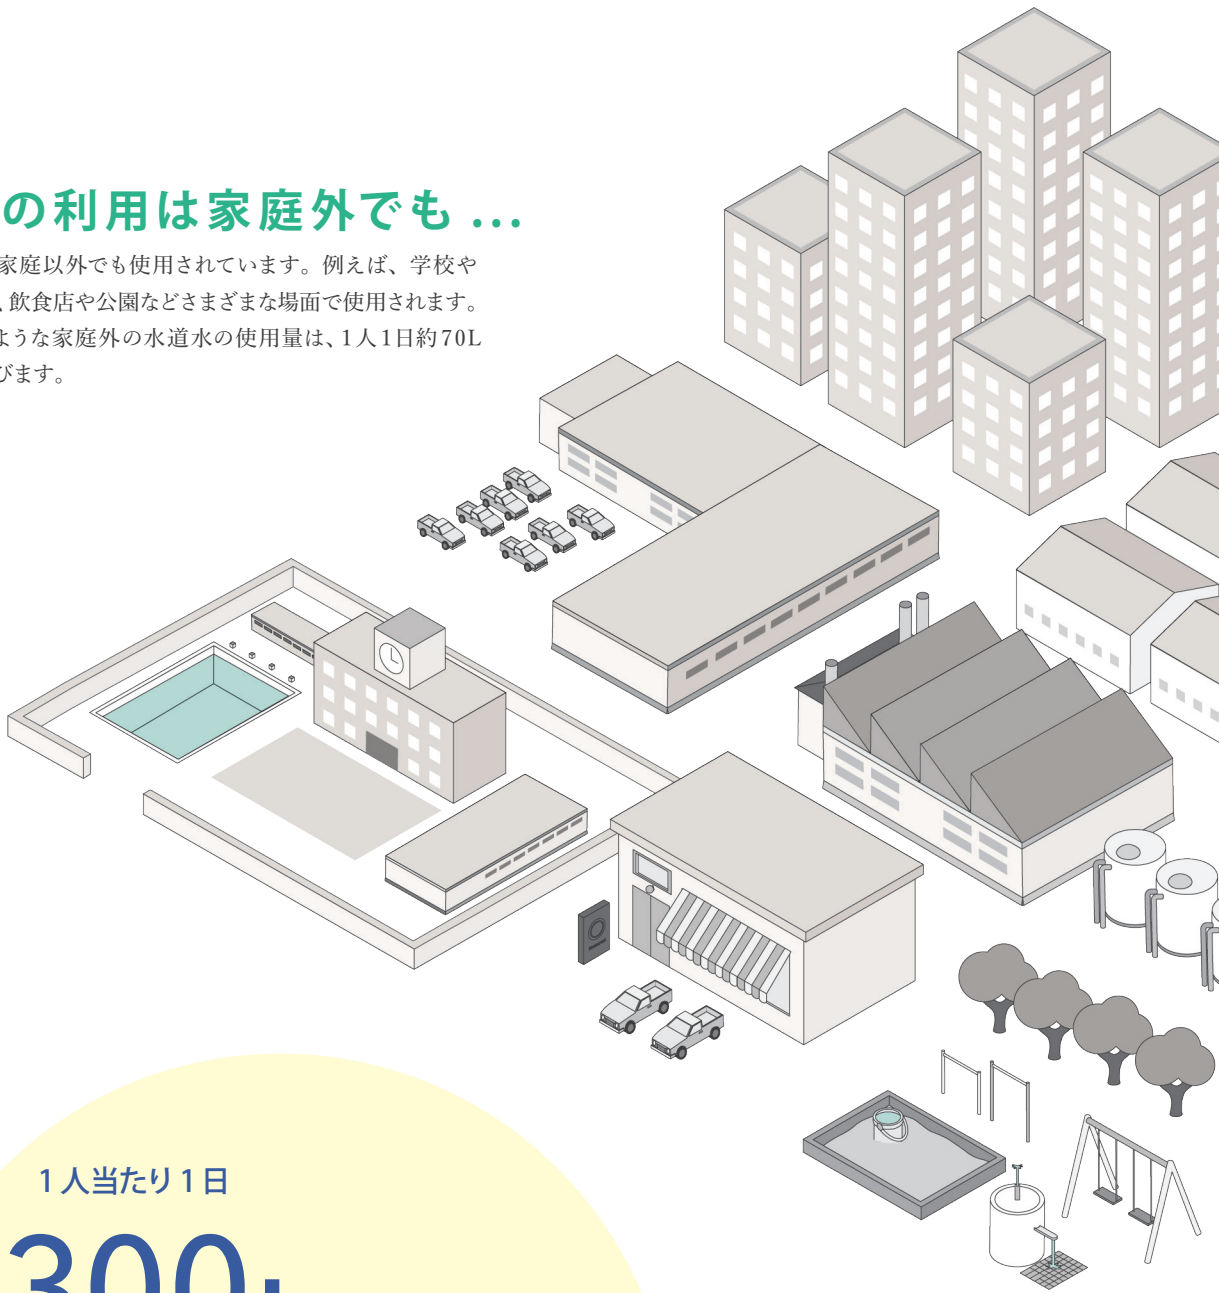 の利用は家庭外でも…
家庭以外でも使用されています。例えば、学校や
、飲食店や公園などさまざまな場面で使用されます。
ような家庭外の水道水の使用量は、1人1日約70L
びます。
1人当たり1日
300L